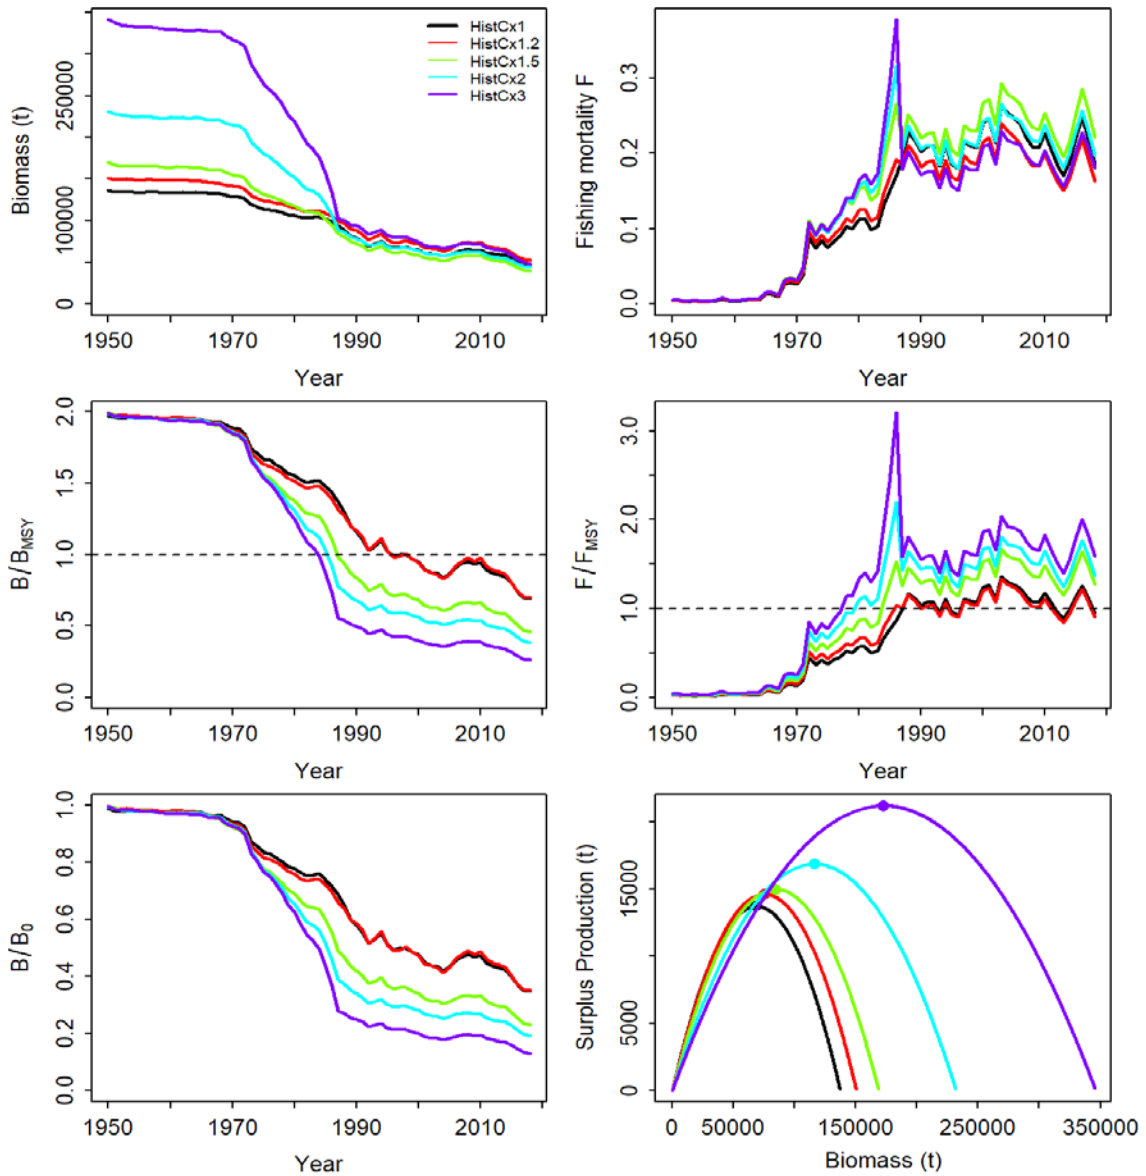 HistCx1
HistCx1.2
HistCx1.5
HistCx2
HistCx3
Biomass (t)
0
100000
250000
1950
1970
1990
2010
Year
Fishing mortality F
0.0
0.1
0.2
0.3
1950
1970
1990
2010
Year
B/B_MSY
0.0
0.5
1.0
1.5
2.0
1950
1970
1990
2010
Year
F/F_MSY
0.0
1.0
2.0
3.0
1950
1970
1990
2010
Year
B/B_0
0.0
0.2
0.4
0.6
0.8
1.0
1950
1970
1990
2010
Year
Surplus Production (t)
0
5000
15000
0
50000
150000
250000
350000
Biomass (t)